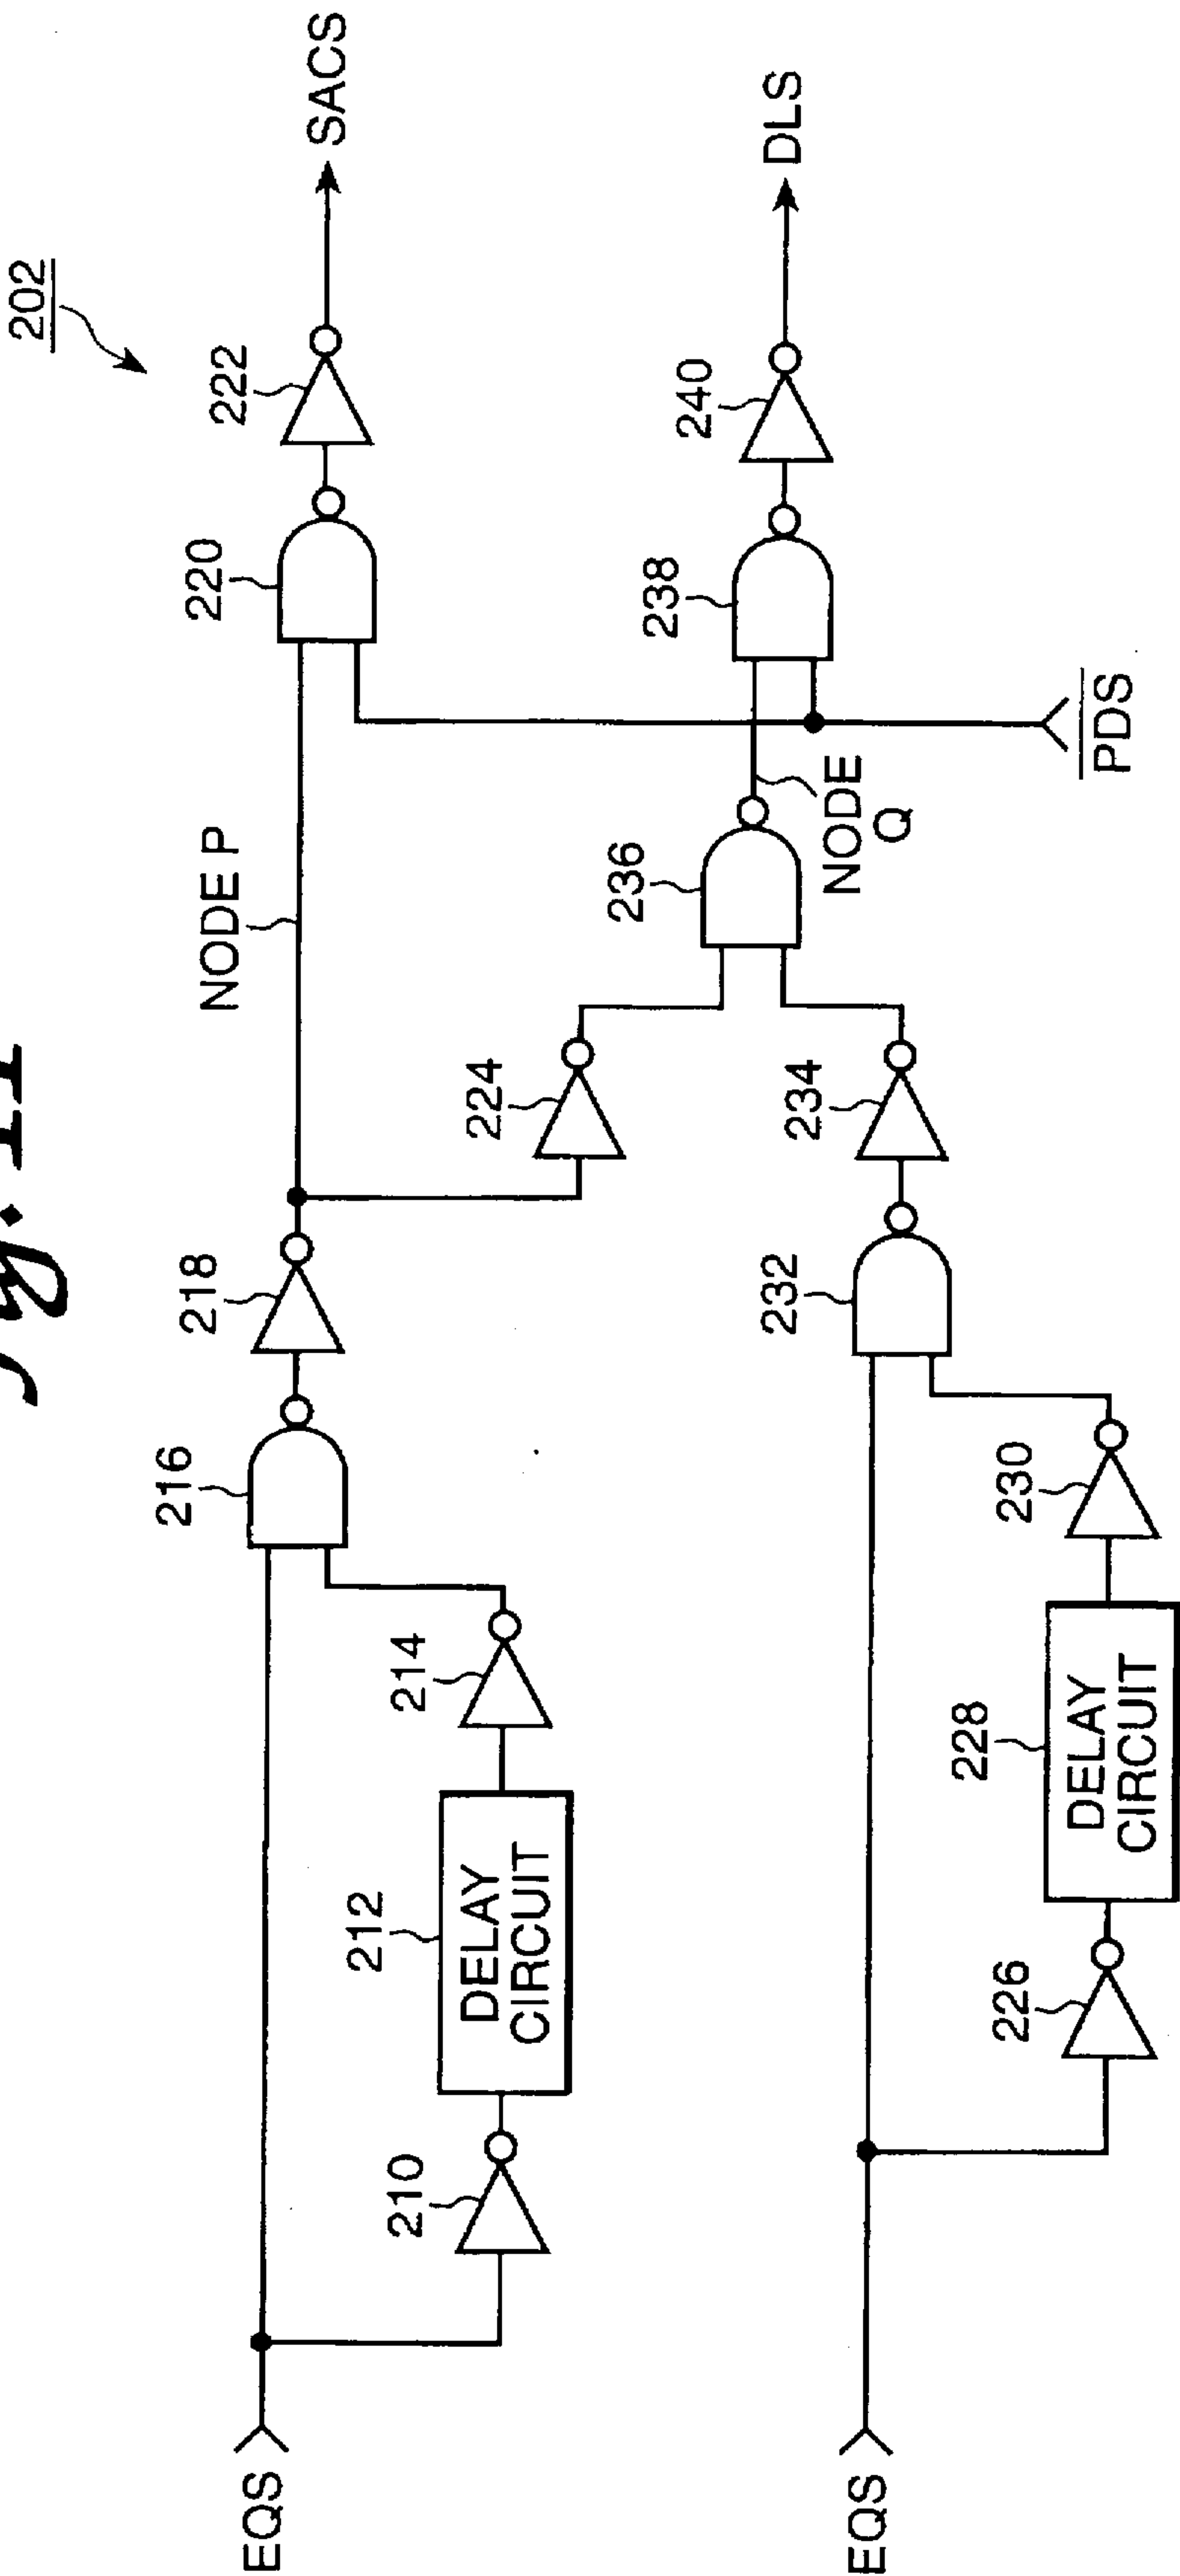 202
SACS
222
220
NODE P
218
216
214
212
DELAY
CIRCUIT
210
EQS
DLS
240
238
PDS
NODE
Q
236
224
234
232
230
228
DELAY
CIRCUIT
226
EQS